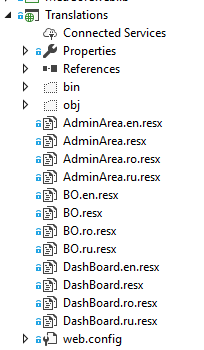 Translations
Connected Services
Properties
References
bin
obj
AdminArea.en.resx
AdminArea.resx
AdminArea.ro.resx
AdminArea.ru.resx
BO.en.resx
BO.resx
BO.ro.resx
BO.ru.resx
DashBoard.en.resx
DashBoard.resx
DashBoard.ro.resx
DashBoard.ru.resx
web.config